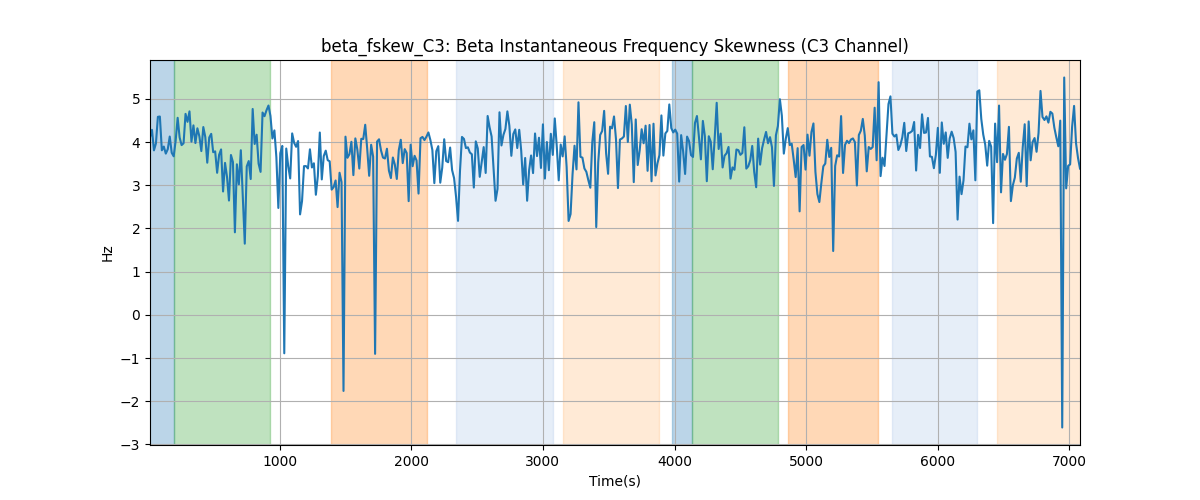 beta_fskew_C3: Beta Instantaneous Frequency Skewness (C3 Channel)
5
4
3
2
1
0
−1
−2
−3
Hz
1000 2000 3000 4000 5000 6000 7000
Time(s)